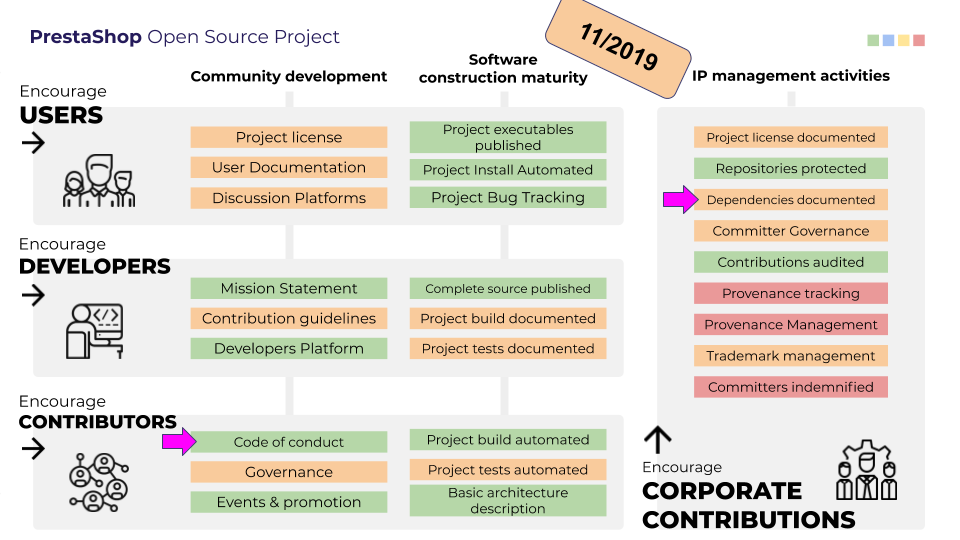 PrestaShop Open Source Project
11/2019
Community development
Software
construction maturity
IP management activities
Encourage
USERS
Project license
User Documentation
Discussion Platforms
Project executables
published
Project Install Automated
Project Bug Tracking
Encourage
DEVELOPERS
Mission Statement
Contribution guidelines
Developers Platform
Complete source published
Project build documented
Project tests documented
Encourage
CONTRIBUTORS
Code of conduct
Governance
Events & promotion
Project build automated
Project tests automated
Basic architecture
description
Project license documented
Repositories protected
Dependencies documented
Committer Governance
Contributions audited
Provenance tracking
Provenance Management
Trademark management
Committers indemnified
Encourage
CORPORATE
CONTRIBUTIONS